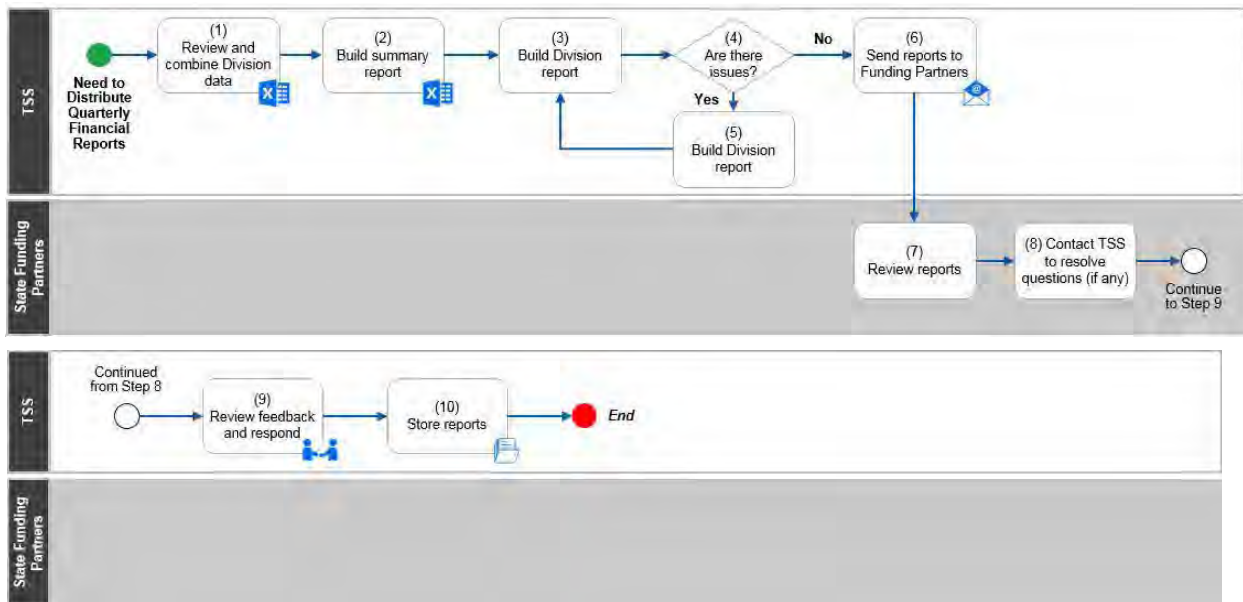 TSS
Need to
Distribute
Quarterly
Financial
Reports
(1)
Review and
combine Division
data
(2)
Build summary
report
(3)
Build Division
report
(4)
Are there
issues?
No
Yes
(5)
Build Division
report
(6)
Send reports to
Funding Partners
State Funding
Partners
(7)
Review reports
(8) Contact TSS
to resolve
questions (if any)
Continue
to Step 9
TSS
Continued
from Step 8
(9)
Review feedback
and respond
(10)
Store reports
End
State Funding
Partners